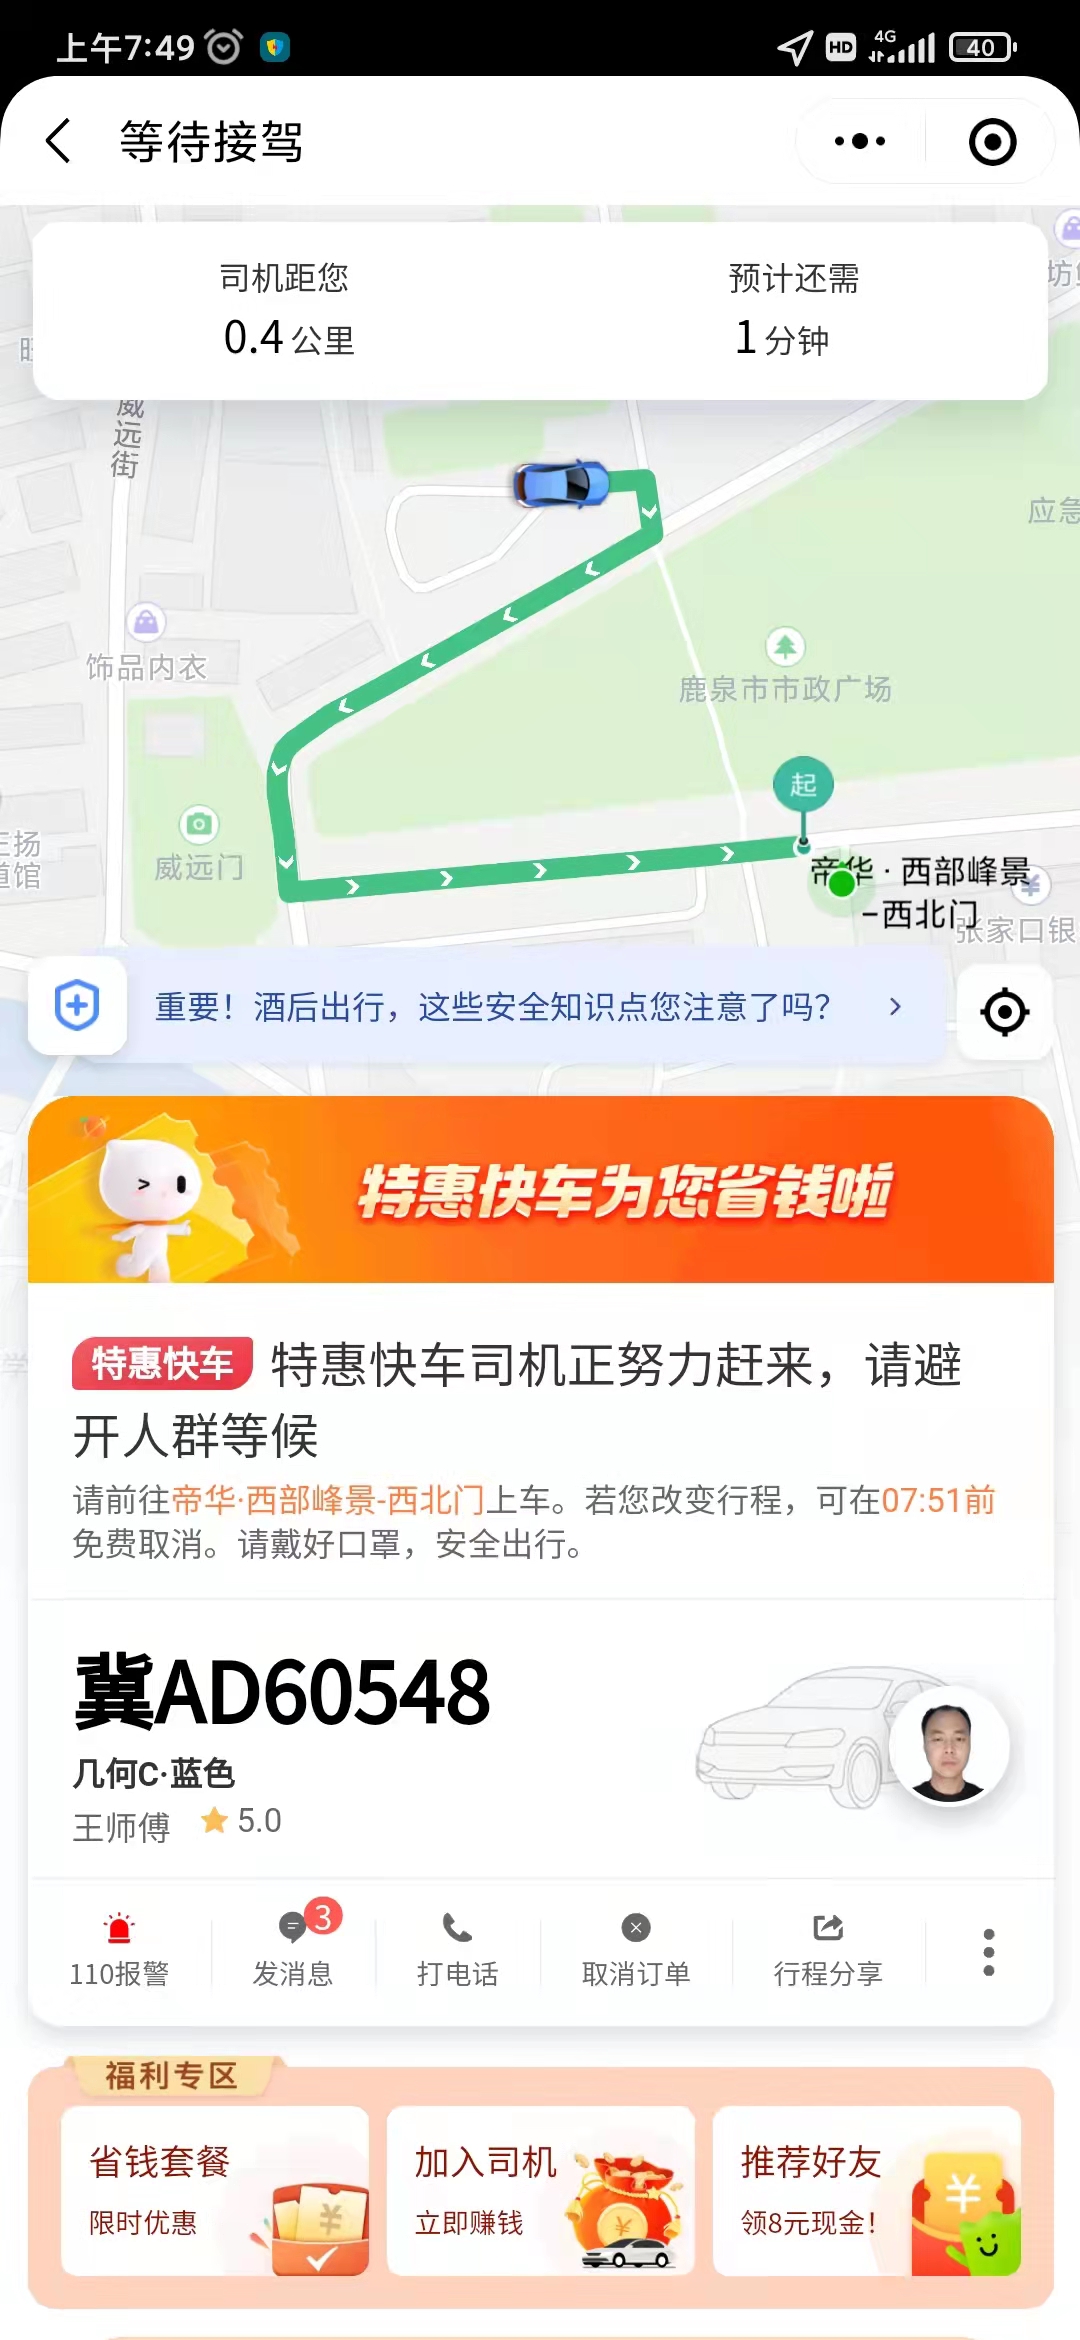 上午7:49
HD
4G
40
等待接驾
司机距您
预计还需
0.4公里
1分钟
威远街
应急
饰品内衣
鹿泉市市政广场
起
威远门
帝华·西部峰景
-西北门
张家口银
重要！酒后出行，这些安全知识点您注意了吗？
特惠快车为您省钱啦
特惠快车 特惠快车司机正努力赶来，请避
开人群等候
请前往帝华·西部峰景-西北门上车。若您改变行程，可在07:51前
免费取消。请戴好口罩，安全出行。
冀AD60548
几何C·蓝色
王师傅 5.0
3
110报警
发消息
打电话
取消订单
行程分享
福利专区
省钱套餐
限时优惠
加入司机
立即赚钱
推荐好友
领8元现金！